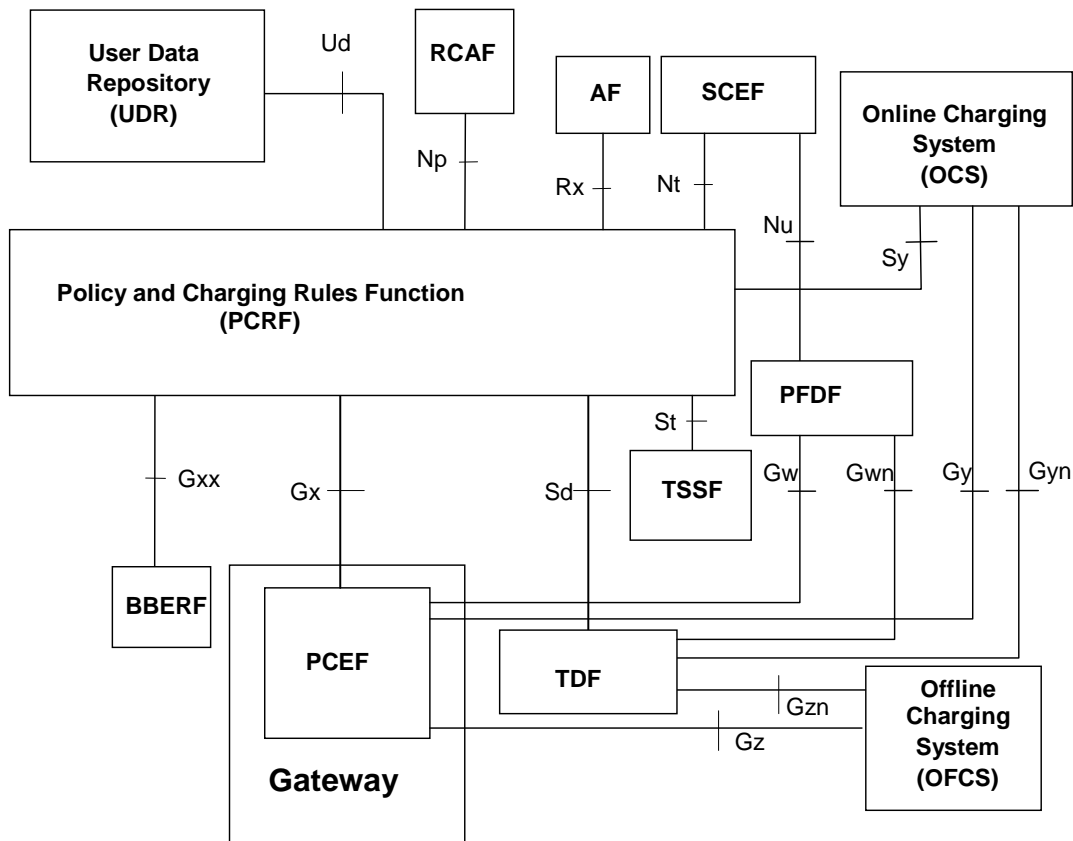 User Data
Repository
(UDR)
Ud
RCAF
AF
SCEF
Online Charging
System
(OCS)
Np
Rx
Nt
Nu
Sy
Policy and Charging Rules Function
(PCRF)
PFDF
St
Gxx
Gx
Sd
TSSF
Gw
Gwn
Gy
Gyn
BBERF
PCEF
TDF
Gzn
Gz
Offline
Charging
System
(OFCS)
Gateway